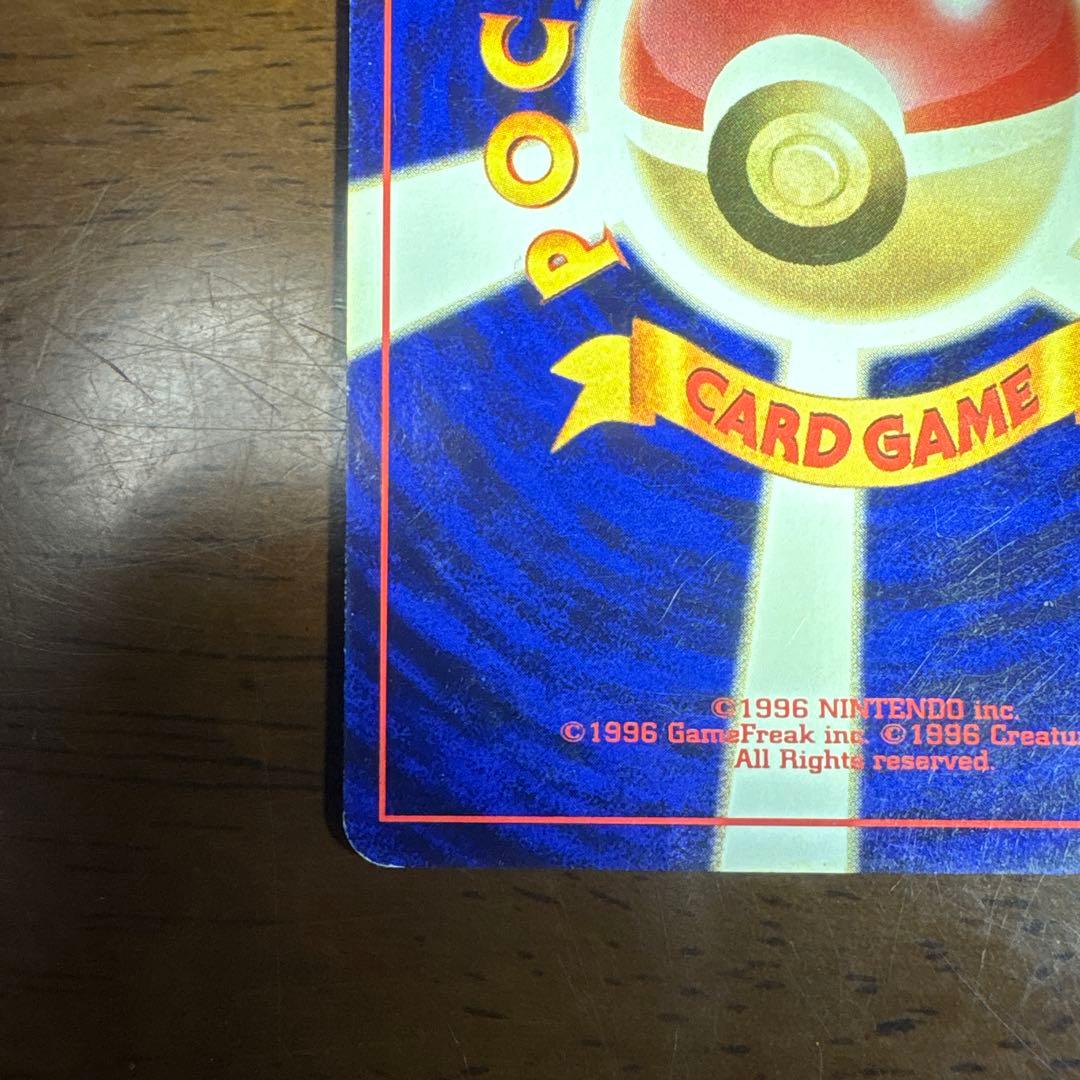 POC
CARD GAME
©1996 NINTENDO inc.
©1996 GameFreak inc. ©1996 Creatu
All Rights reserved.